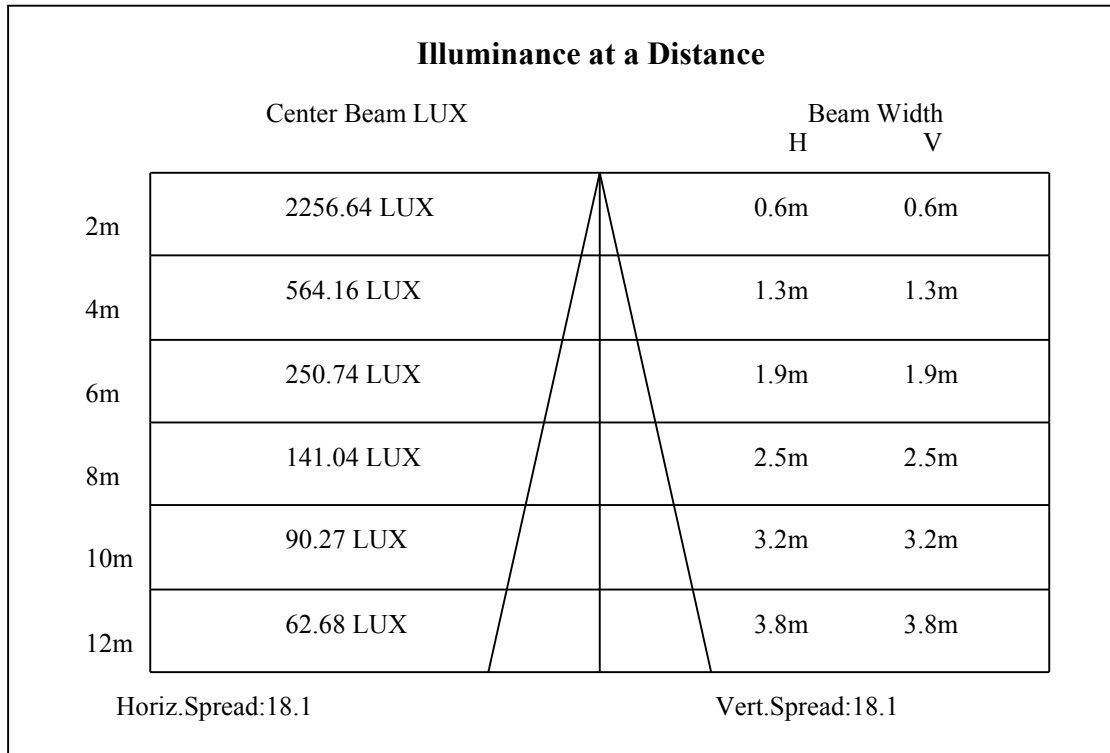 Illuminance at a Distance
Center Beam LUX Beam Width
H V
2m 2256.64 LUX 0.6m 0.6m
4m 564.16 LUX 1.3m 1.3m
6m 250.74 LUX 1.9m 1.9m
8m 141.04 LUX 2.5m 2.5m
10m 90.27 LUX 3.2m 3.2m
12m 62.68 LUX 3.8m 3.8m
Horiz.Spread:18.1 Vert.Spread:18.1